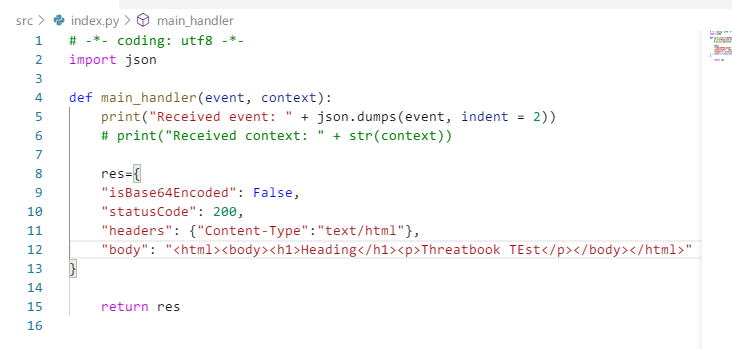 src > index.py > main_handler
1 # -*- coding: utf8 -*-
2 import json
3
4 def main_handler(event, context):
5     print("Received event: " + json.dumps(event, indent = 2))
6     # print("Received context: " + str(context))
7
8     res={
9     "isBase64Encoded": False,
10     "statusCode": 200,
11     "headers": {"Content-Type":"text/html"},
12     "body": "<html><body><h1>Heading</h1><p>Threatbook TEst</p></body></html>"
13 }
14
15     return res
16